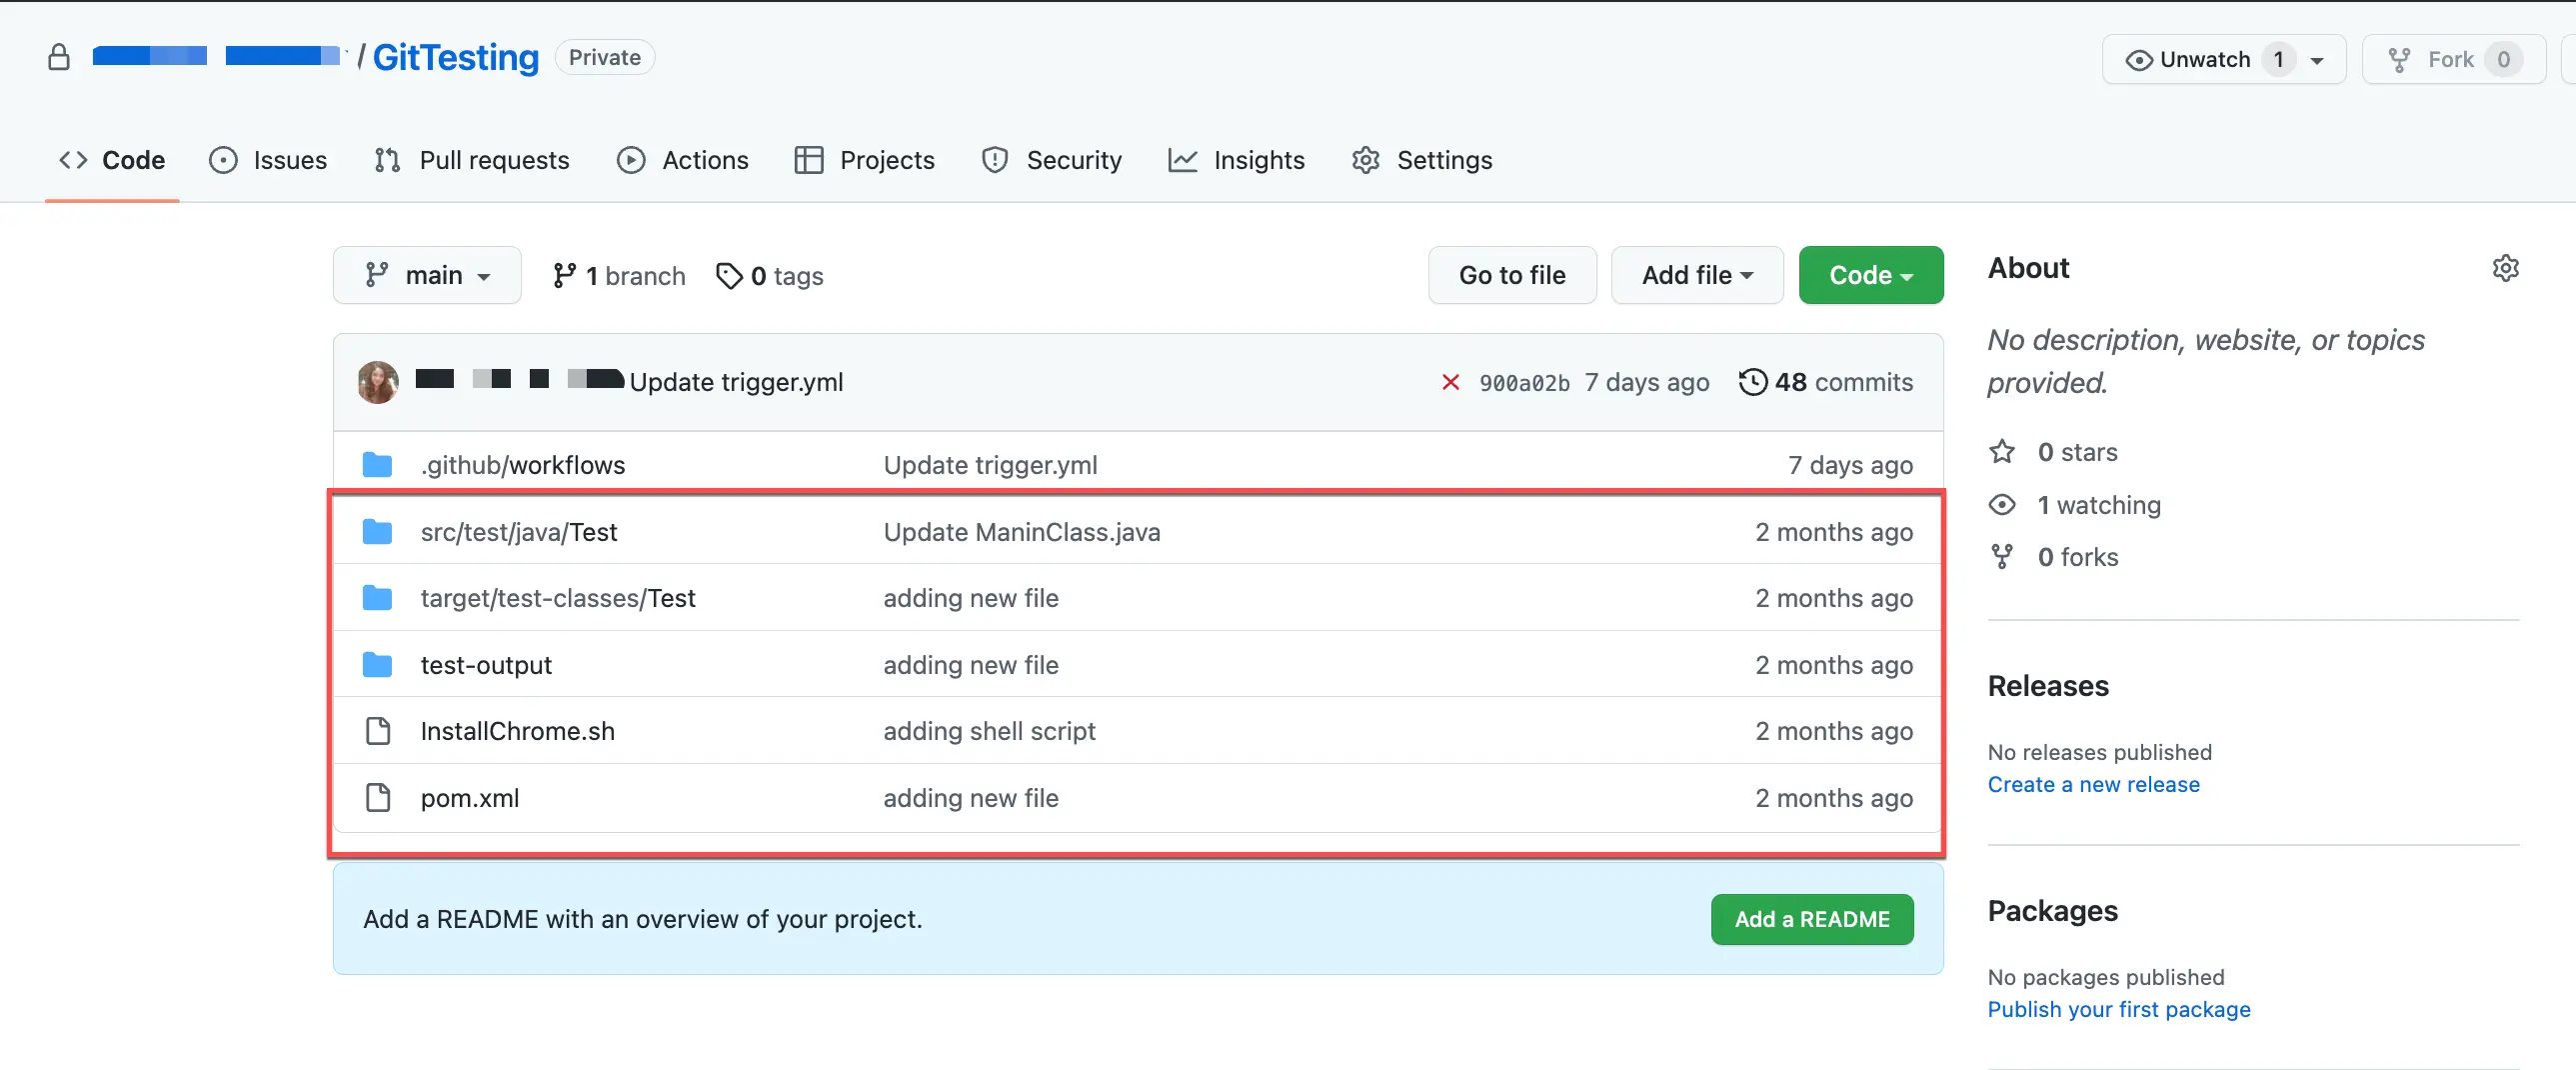 / GitTesting Private
Unwatch 1
Fork 0
Code Issues Pull requests Actions Projects Security Insights Settings
main 1 branch 0 tags
Go to file Add file Code
Update trigger.yml 900a02b 7 days ago 48 commits
.github/workflows Update trigger.yml 7 days ago
src/test/java/Test Update ManinClass.java 2 months ago
target/test-classes/Test adding new file 2 months ago
test-output adding new file 2 months ago
InstallChrome.sh adding shell script 2 months ago
pom.xml adding new file 2 months ago
Add a README with an overview of your project. Add a README
About
No description, website, or topics
provided.
0 stars
1 watching
0 forks
Releases
No releases published
Create a new release
Packages
No packages published
Publish your first package